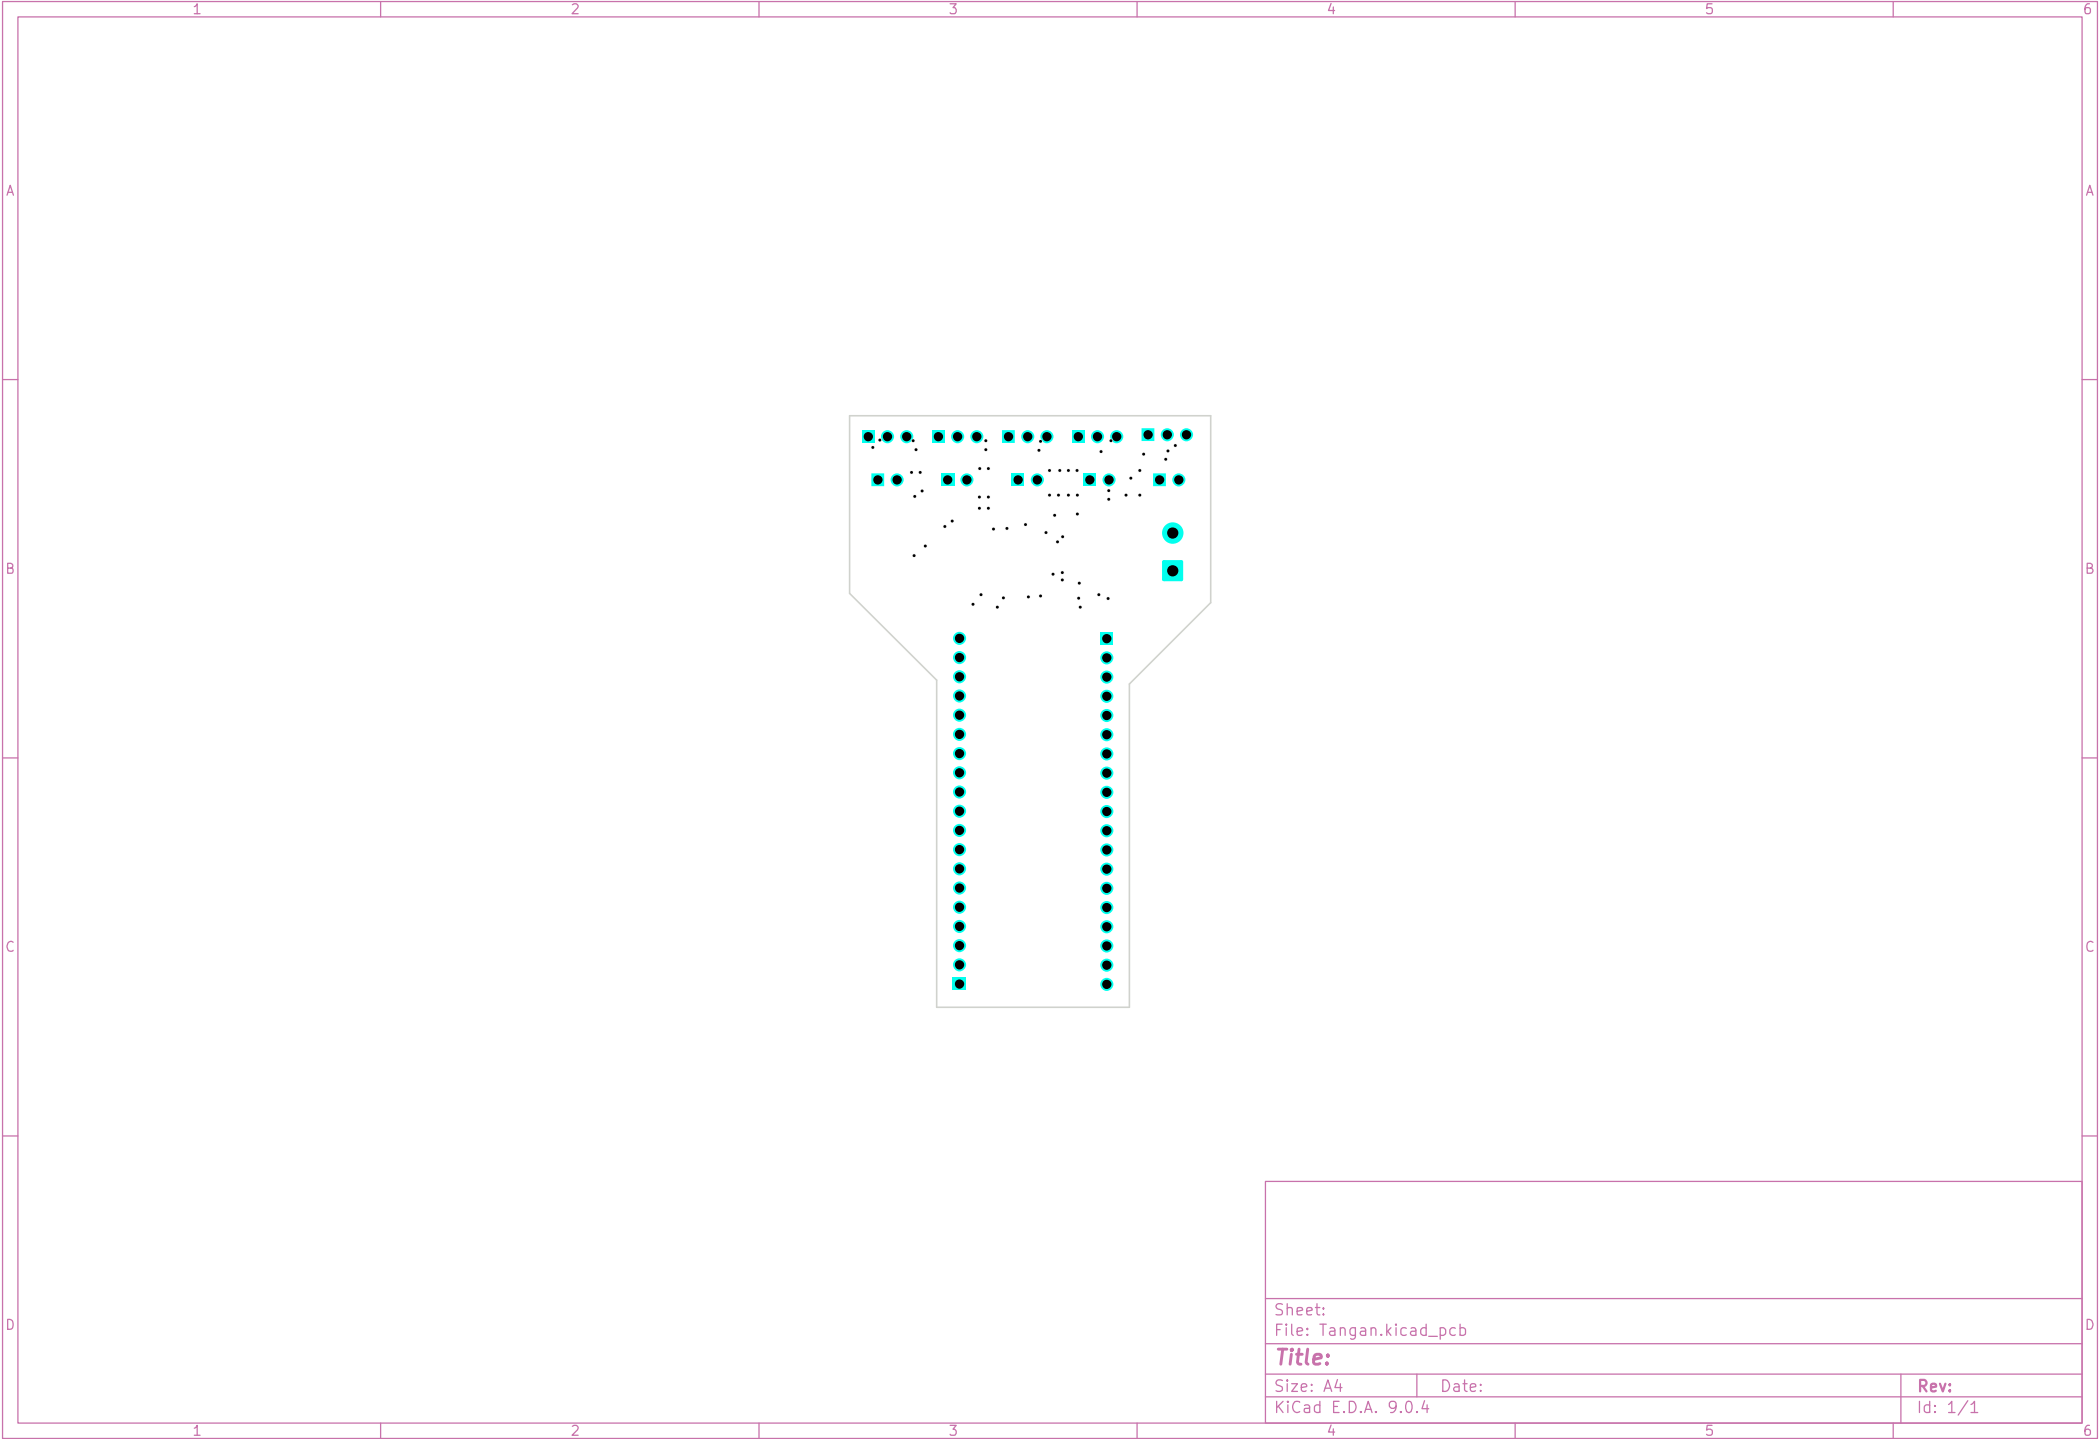 1 2 3 4 5 6
A A
B B
C C
D D
Sheet:
File: Tangan.kicad_pcb
Title:
Size: A4 Date: Rev:
KiCad E.D.A. 9.0.4 Id: 1/1
1 2 3 4 5 6